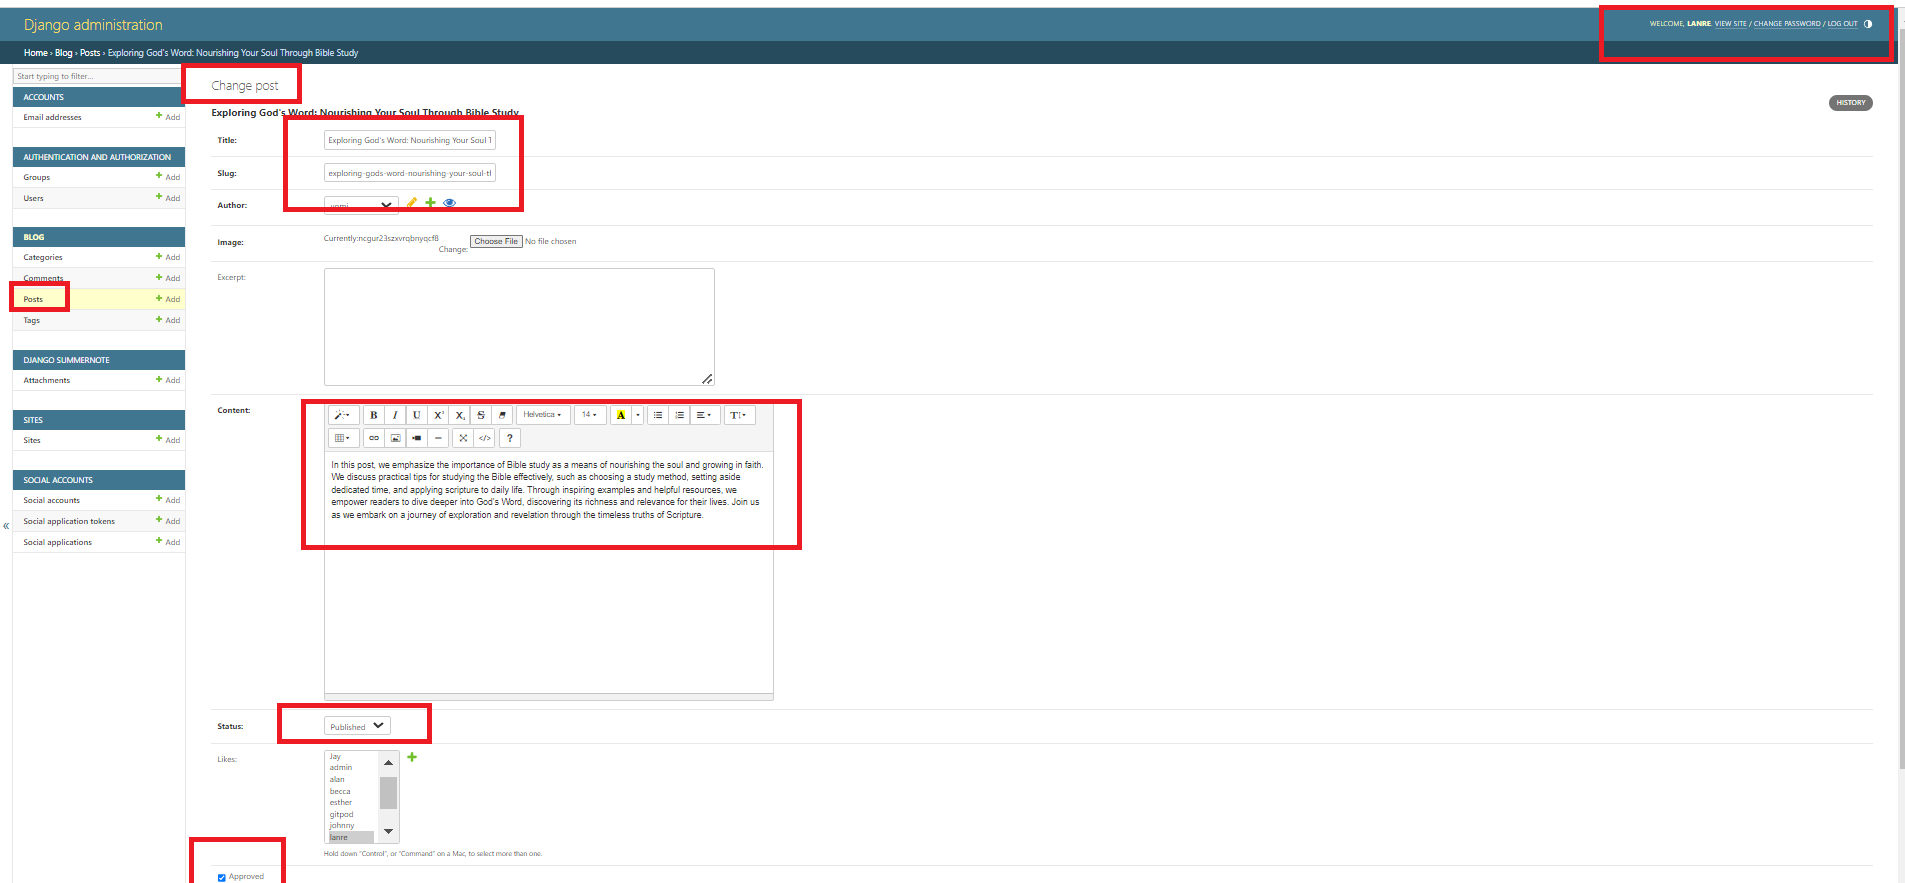 Django administration
WELCOME, LANRE. VIEW SITE / CHANGE PASSWORD / LOG OUT
Home › Blog › Posts › Exploring God's Word: Nourishing Your Soul Through Bible Study
Start typing to filter...
ACCOUNTS
Email addresses + Add
AUTHENTICATION AND AUTHORIZATION
Groups + Add
Users + Add
BLOG
Categories + Add
Comments + Add
Posts + Add
Tags + Add
DJANGO SUMMERNOTE
Attachments + Add
SITES
Sites + Add
SOCIAL ACCOUNTS
Social accounts + Add
Social application tokens + Add
Social applications + Add
«
Change post
HISTORY
Exploring God's Word: Nourishing Your Soul Through Bible Study
Title: Exploring God's Word: Nourishing Your Soul T
Slug: exploring-gods-word-nourishing-your-soul-tl
Author:
Image: Currently:ncgur23szxvrqbnyqcf8
Change: Choose File No file chosen
Excerpt:
Content:
B I U X² X₂ S Helvetica 14 A T
</> ?
In this post, we emphasize the importance of Bible study as a means of nourishing the soul and growing in faith.
We discuss practical tips for studying the Bible effectively, such as choosing a study method, setting aside
dedicated time, and applying scripture to daily life. Through inspiring examples and helpful resources, we
empower readers to dive deeper into God's Word, discovering its richness and relevance for their lives. Join us
as we embark on a journey of exploration and revelation through the timeless truths of Scripture.
Status: Published
Likes:
Jay
admin
alan
becca
esther
gitpod
johnny
lanre
Hold down "Control", or "Command" on a Mac, to select more than one.
Approved